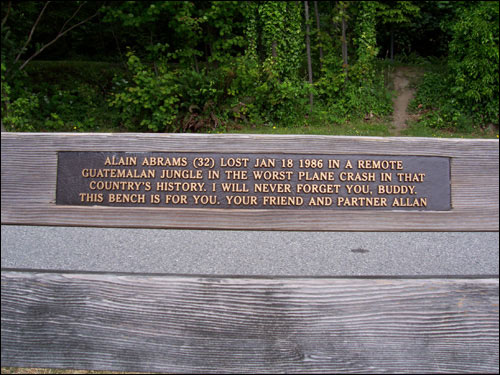 ALAIN ABRAMS (32) LOST JAN 18 1986 IN A REMOTE
GUATEMALAN JUNGLE IN THE WORST PLANE CRASH IN THAT
COUNTRY'S HISTORY. I WILL NEVER FORGET YOU, BUDDY.
THIS BENCH IS FOR YOU. YOUR FRIEND AND PARTNER ALLAN